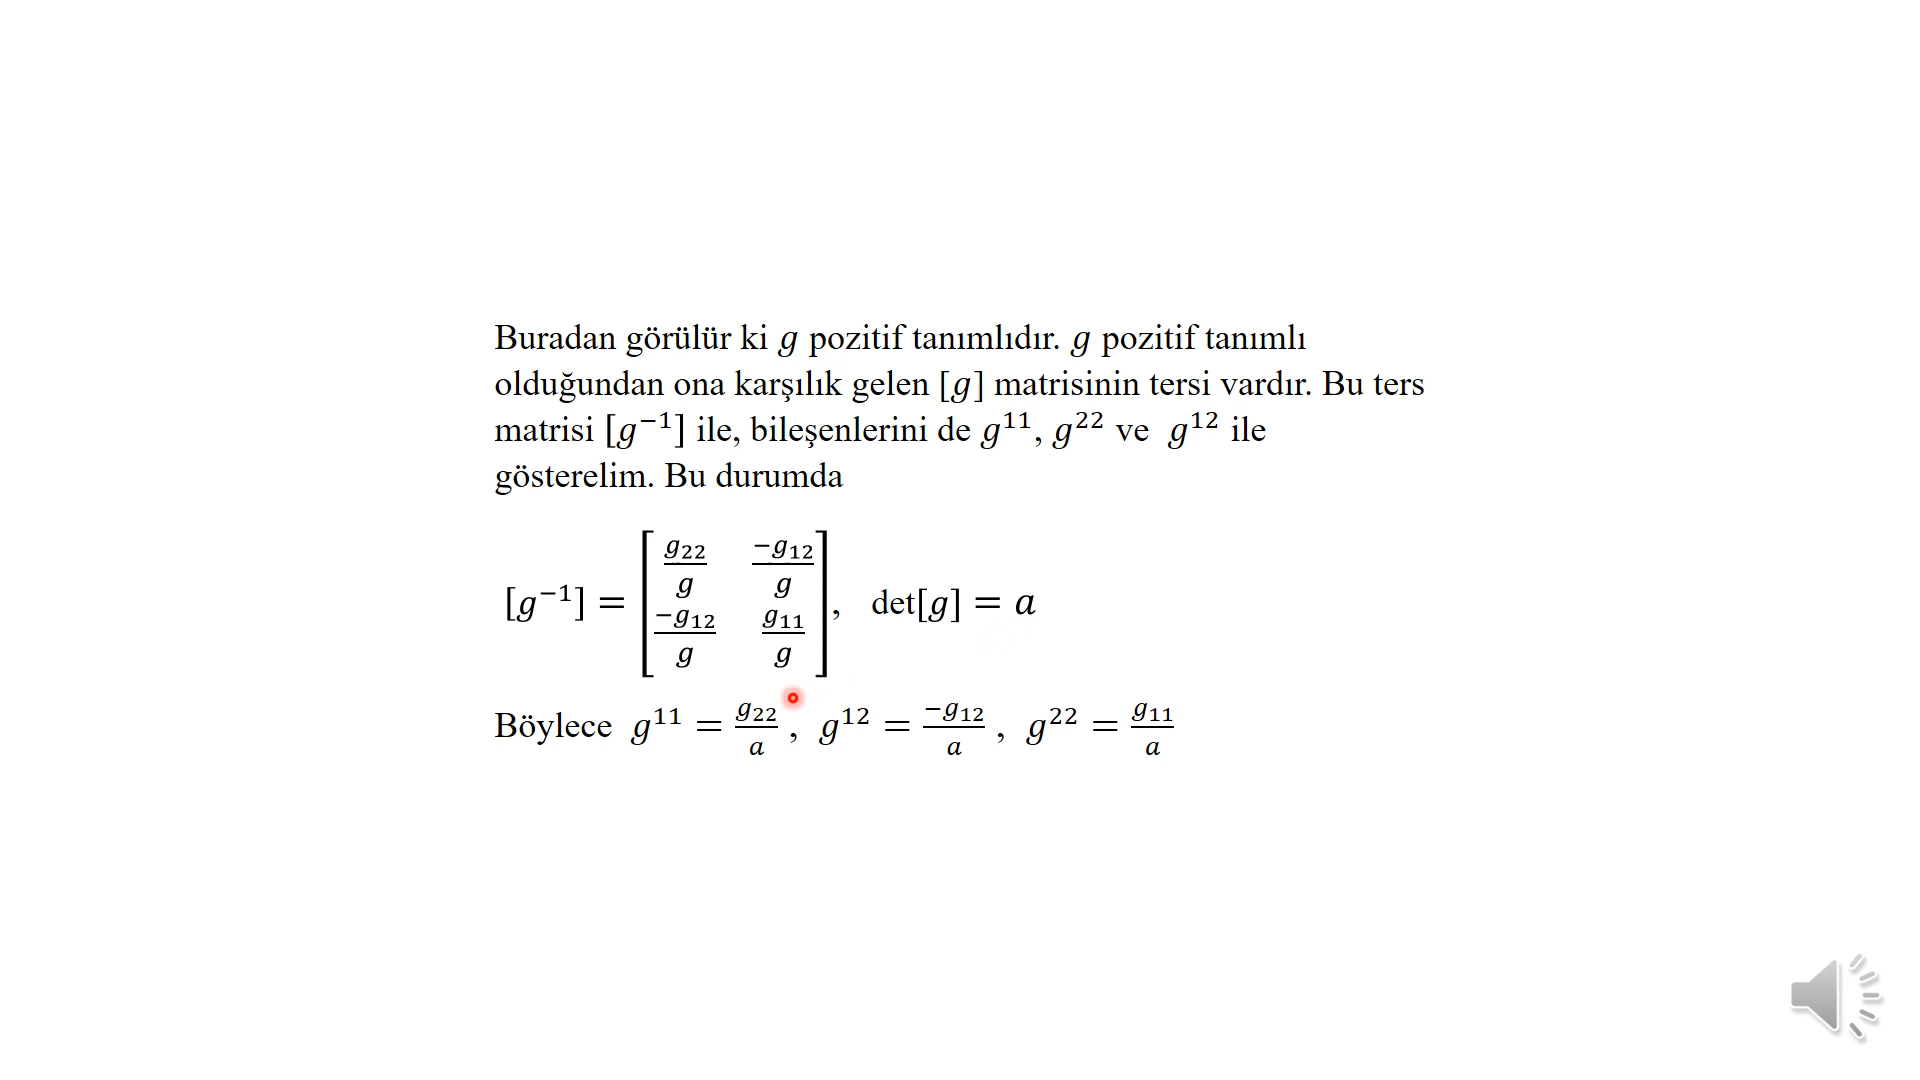 Buradan görülür ki g pozitif tanımlıdır. g pozitif tanımlı
olduğundan ona karşılık gelen [g] matrisinin tersi vardır. Bu ters
matrisi [g⁻¹] ile, bileşenlerini de g¹¹, g²² ve g¹² ile
gösterelim. Bu durumda
[g⁻¹] = [g₂₂/g −g₁₂/g; −g₁₂/g g₁₁/g], det[g] = a
Böylece g¹¹ = g₂₂/a , g¹² = −g₁₂/a , g²² = g₁₁/a